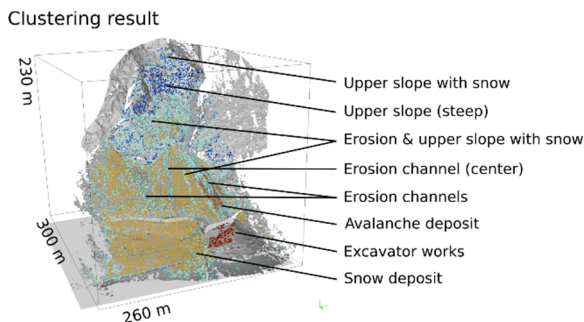 Clustering result
230 m
Upper slope with snow
Upper slope (steep)
Erosion & upper slope with snow
Erosion channel (center)
Erosion channels
Avalanche deposit
Excavator works
Snow deposit
300 m
260 m